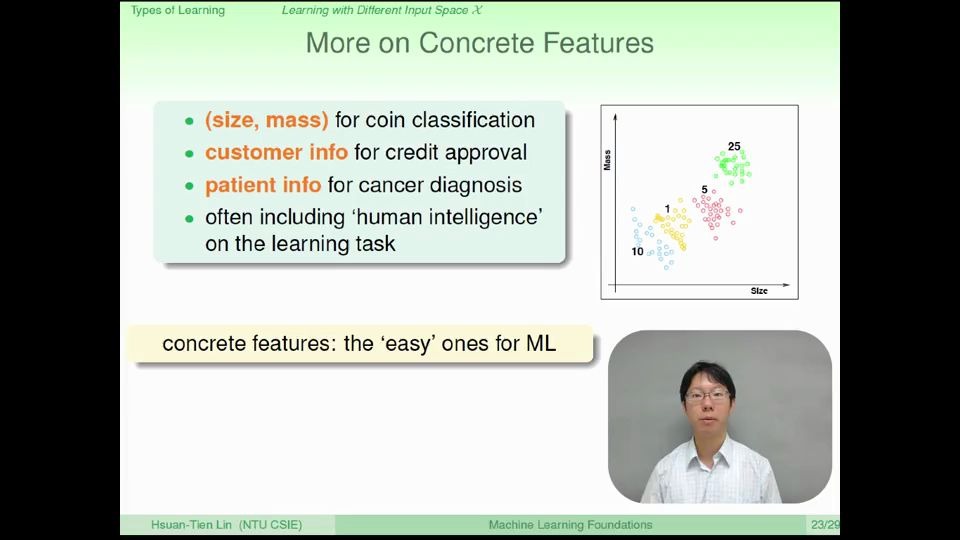 Types of Learning
Learning with Different Input Space X
More on Concrete Features
• (size, mass) for coin classification
• customer info for credit approval
• patient info for cancer diagnosis
• often including ‘human intelligence’
on the learning task
Mass
25
5
1
10
Size
concrete features: the ‘easy’ ones for ML
Hsuan-Tien Lin (NTU CSIE)
Machine Learning Foundations
23/29